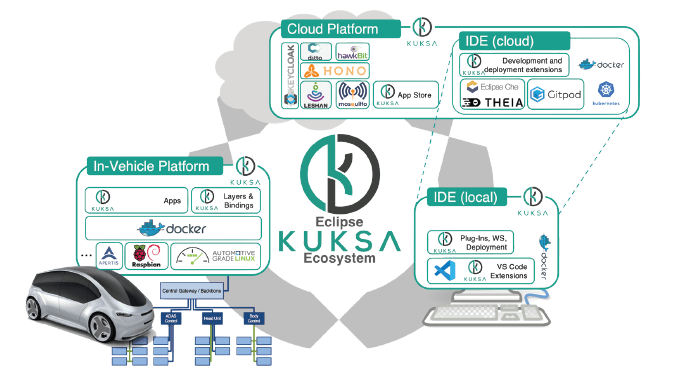 Cloud Platform
KUKSA
KEYCLOAK
ditto
hawkBit
HONO
LESHAN
mosquitto
KUKSA
App Store
IDE (cloud)
KUKSA
Development and
deployment extensions
docker
Eclipse Che
THEIA
Gitpod
kubernetes
In-Vehicle Platform
KUKSA
KUKSA
Apps
KUKSA
Layers &
Bindings
docker
...
APERTIS
Raspbian
AUTOMOTIVE
GRADE LINUX
Eclipse
KUKSA
Ecosystem
IDE (local)
KUKSA
KUKSA
Plug-Ins, WS,
Deployment
docker
KUKSA
VS Code
Extensions
Central Gateway / Backbone
ADAS
Control
Head Unit
Body
Control